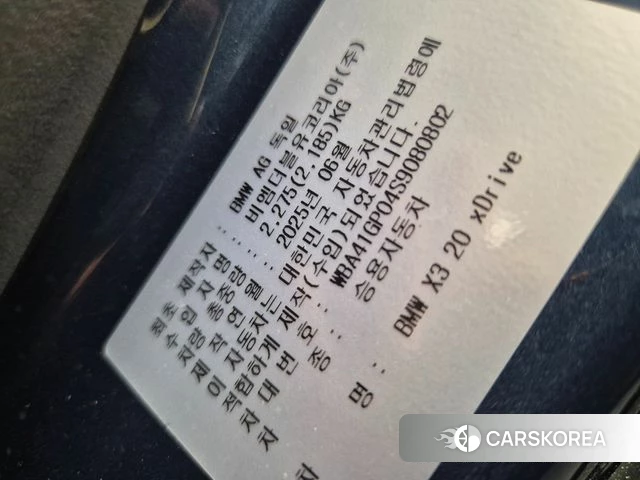 최초 제작자 : BMW AG 독일
수입 자명 : 비엠더블유코리아(주)
차량 총중량 : 2,275(2,185)KG
제작 연월 : 2025년 06월
이 자동차는 대한민국 자동차관리법령에
적합하게 제작(수입)되었습니다.
차대번호 : WBA41GP04S9080802
차 종 : 승용자동차
차 명 : BMW X3 20 xDrive
CARSKOREA